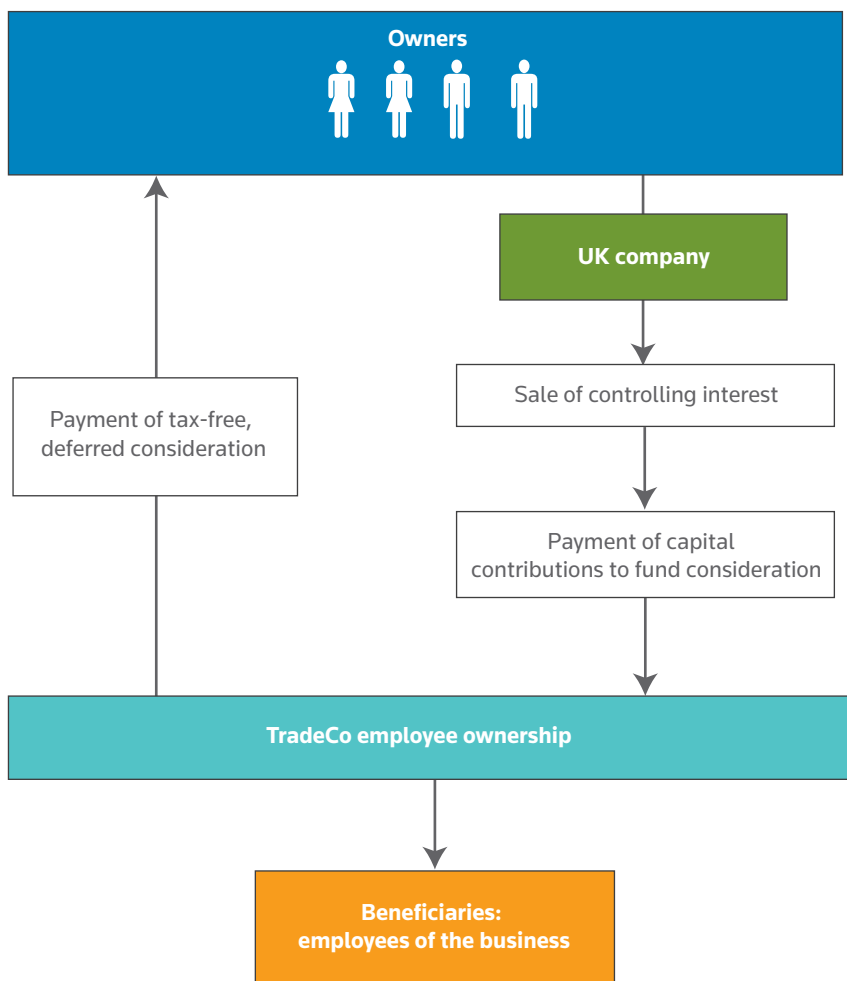 Owners
UK company
Sale of controlling interest
Payment of tax-free,
deferred consideration
Payment of capital
contributions to fund consideration
TradeCo employee ownership
Beneficiaries:
employees of the business